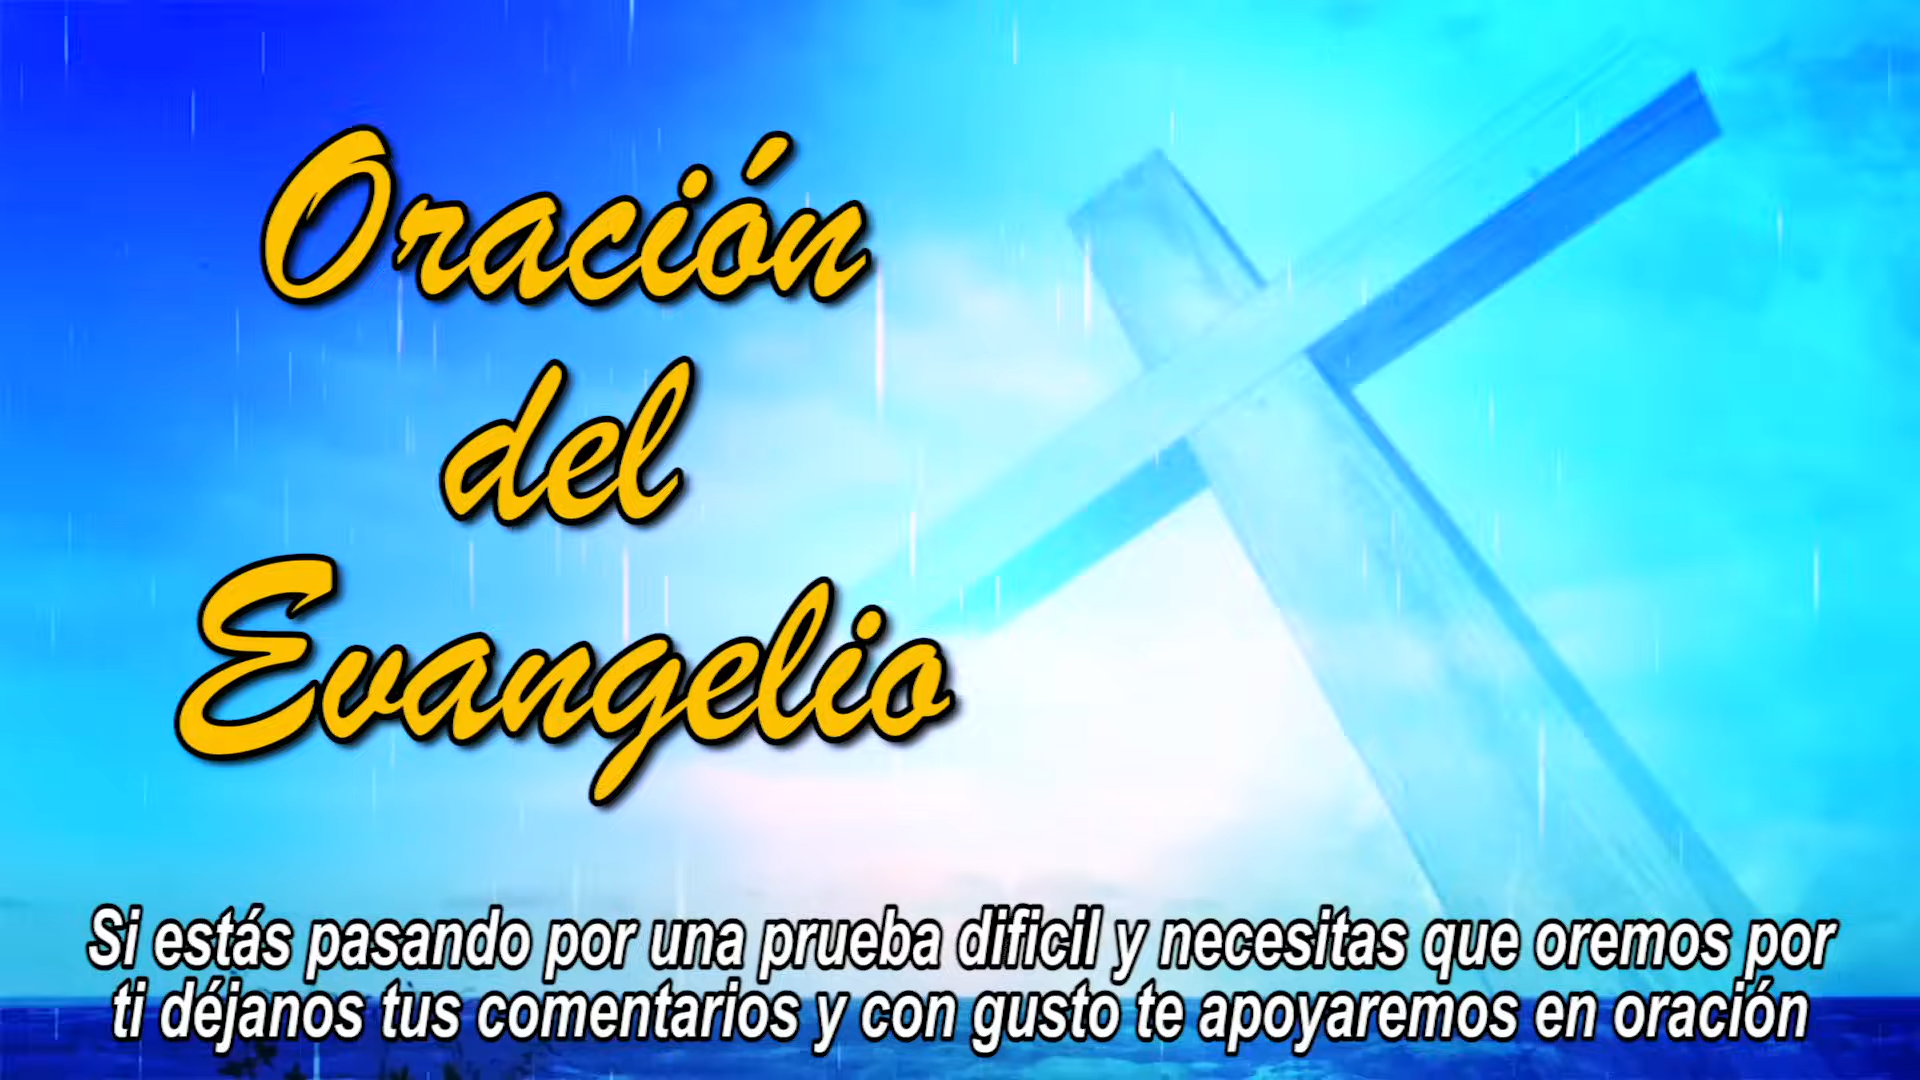 Oración
del
Evangelio
Si estás pasando por una prueba dificil y necesitas que oremos por
ti déjanos tus comentarios y con gusto te apoyaremos en oración